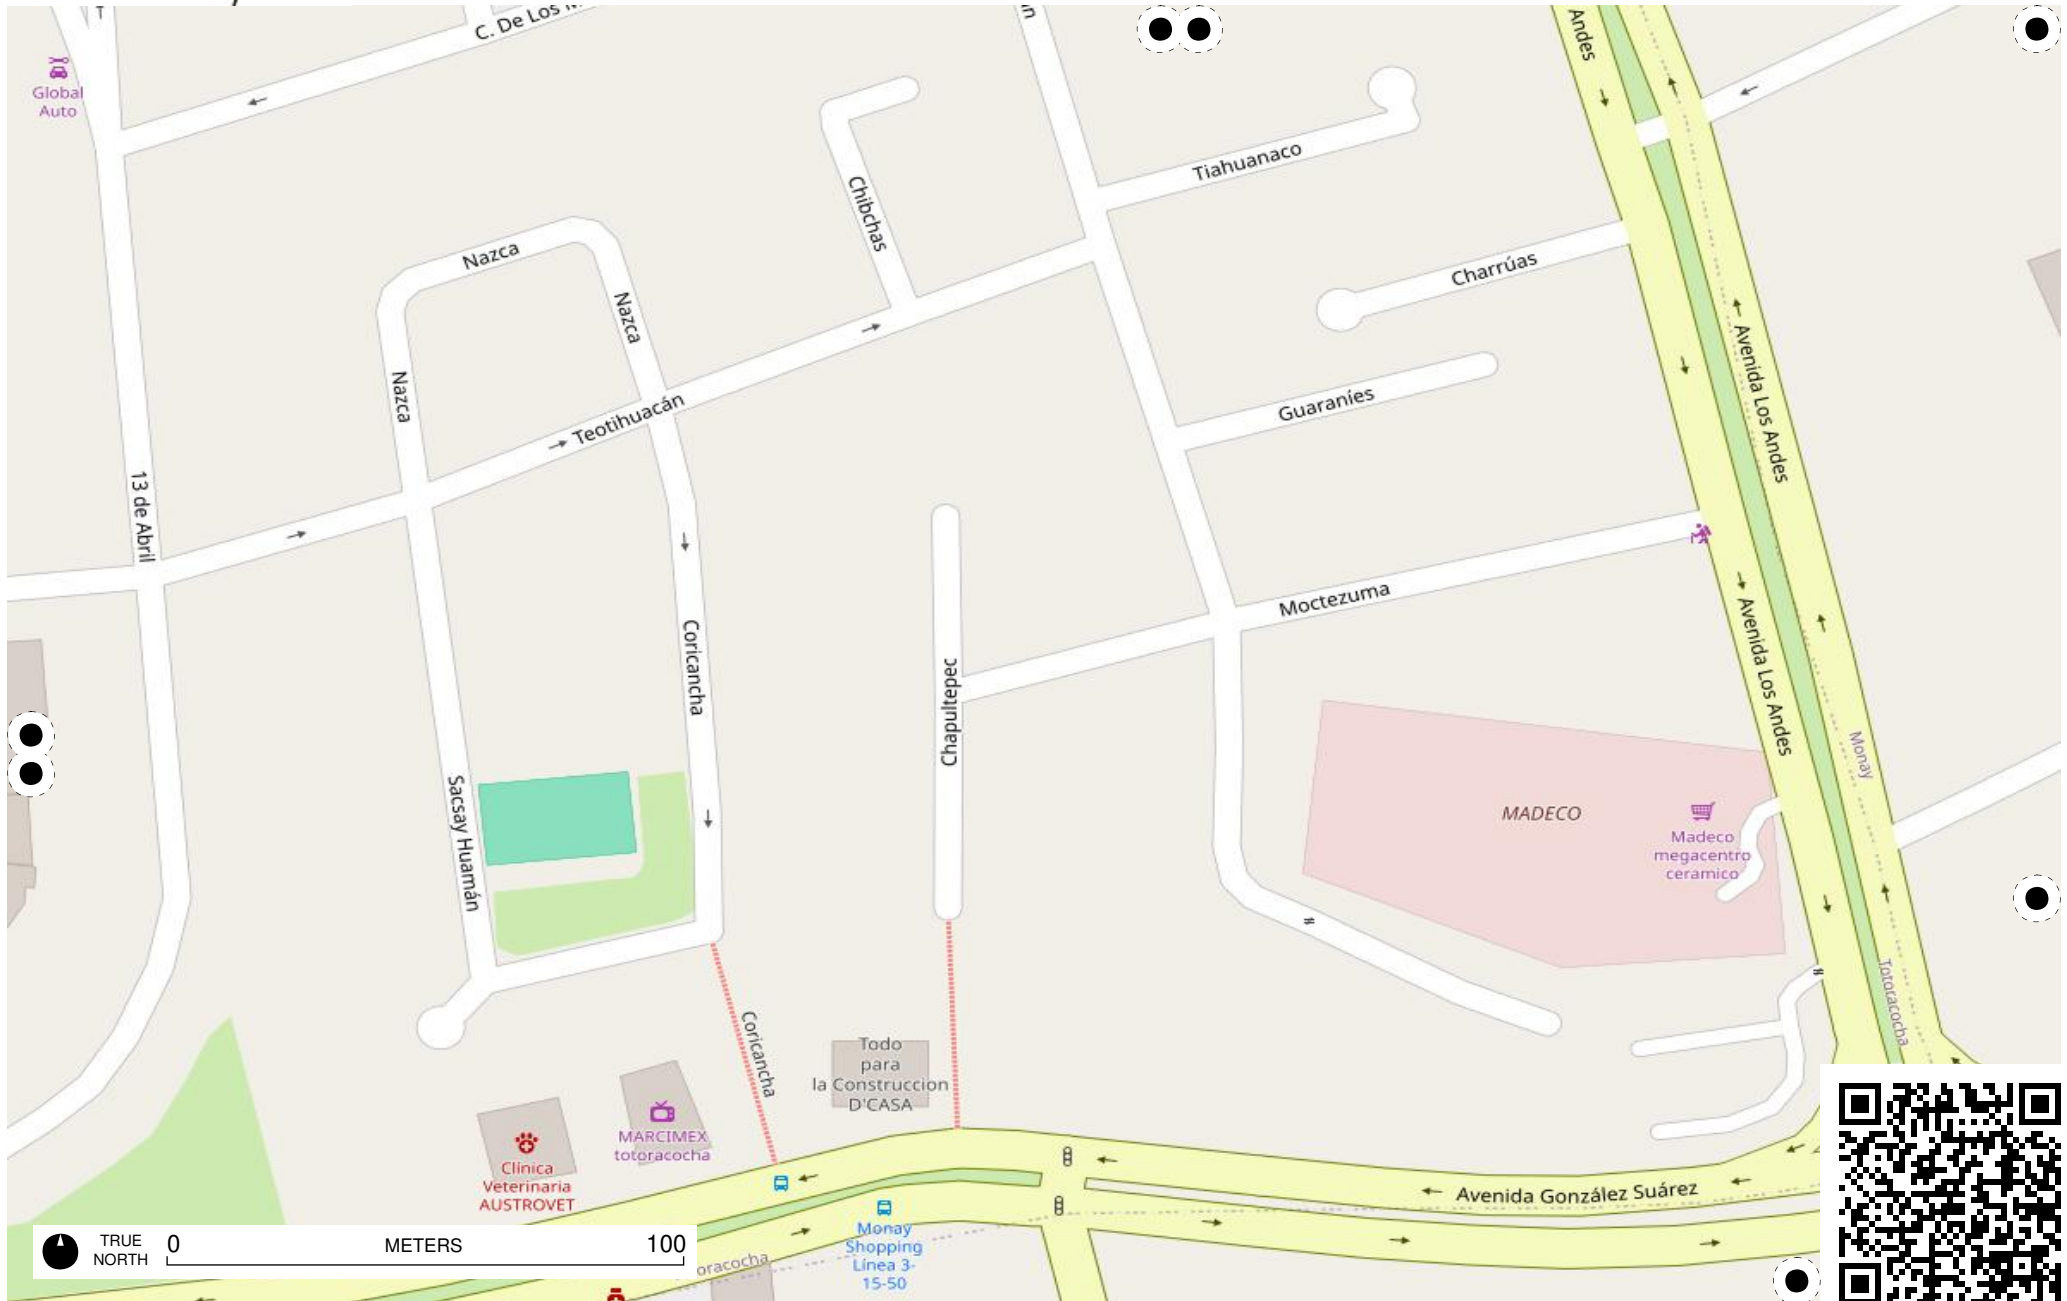 C. De Los
Andes
Global
Auto
Tiahuanaco
Chibchas
Nazca
Charrúas
Nazca
Avenida Los Andes
Nazca
Guaraníes
Teotihuacán
13 de Abril
Moctezuma
Avenida Los Andes
Coricancha
Chapultepec
Monay
Sacsay Huamán
MADECO
Madeco
megacentro
ceramico
Totoracocha
Coricancha
Todo
para
la Construccion
D'CASA
MARCIMEX
totoracocha
Clínica
Veterinaria
AUSTROVET
Avenida González Suárez
Monay
Shopping
Línea 3-
15-50
oracocha
TRUE
NORTH
0 METERS 100